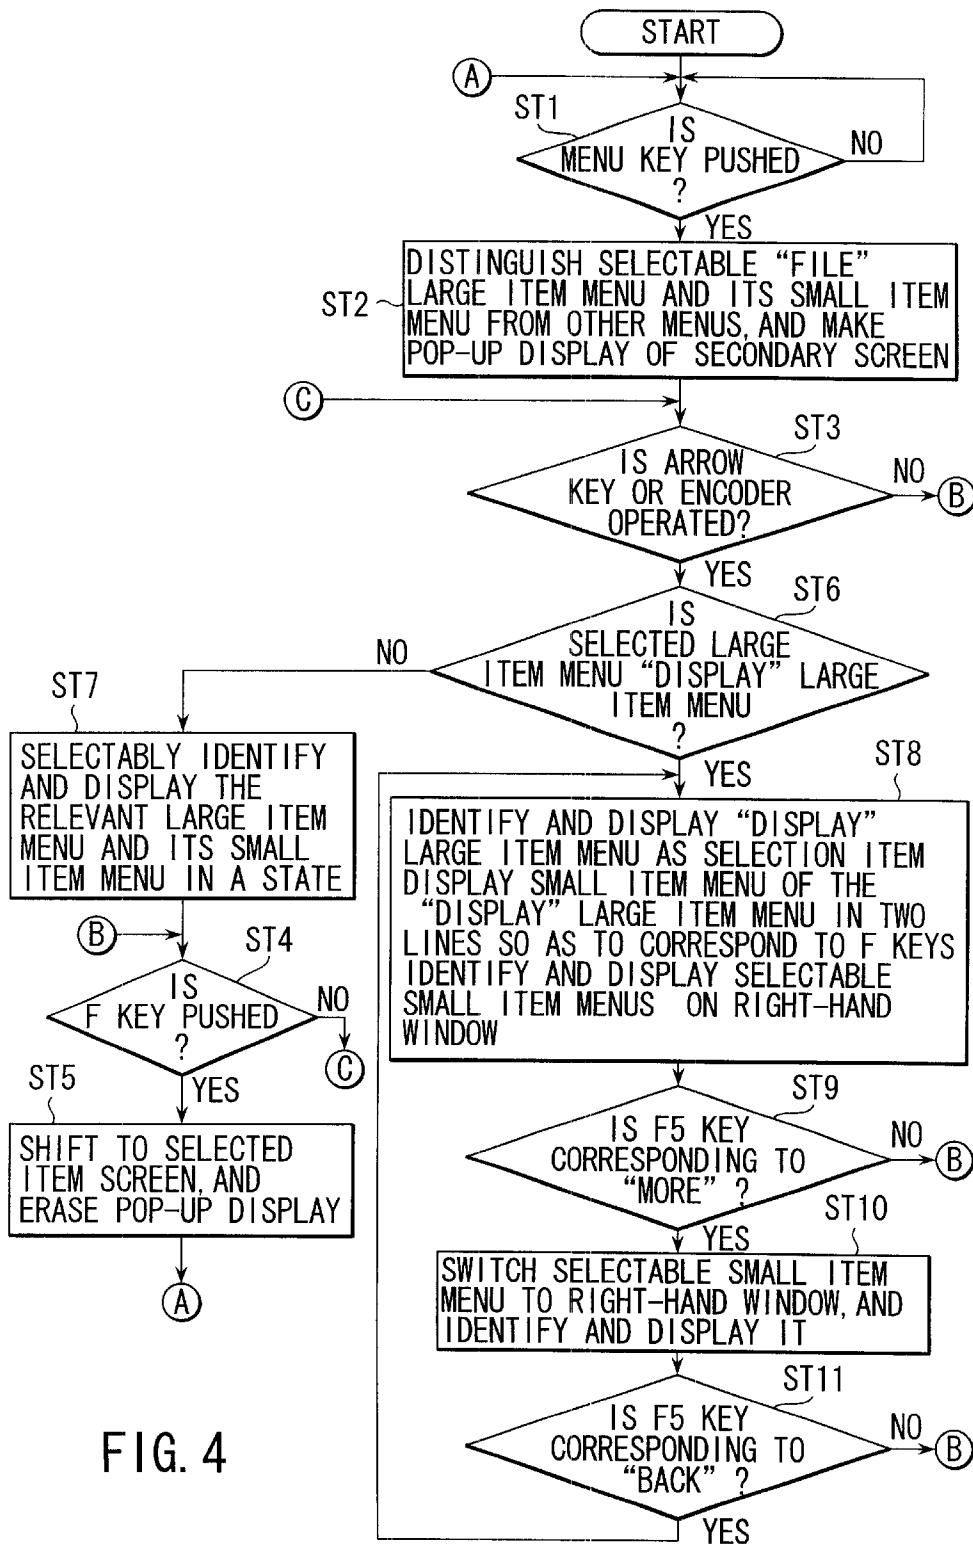 START
A
ST1
IS
MENU KEY PUSHED
?
NO
YES
ST2
DISTINGUISH SELECTABLE “FILE”
LARGE ITEM MENU AND ITS SMALL ITEM
MENU FROM OTHER MENUS, AND MAKE
POP-UP DISPLAY OF SECONDARY SCREEN
C
ST3
IS ARROW
KEY OR ENCODER
OPERATED?
NO
B
YES
ST6
IS
SELECTED LARGE
ITEM MENU “DISPLAY” LARGE
ITEM MENU
?
NO
YES
ST7
SELECTABLY IDENTIFY
AND DISPLAY THE
RELEVANT LARGE ITEM
MENU AND ITS SMALL
ITEM MENU IN A STATE
B
ST4
IS
F KEY PUSHED
?
NO
C
YES
ST5
SHIFT TO SELECTED
ITEM SCREEN, AND
ERASE POP-UP DISPLAY
A
ST8
IDENTIFY AND DISPLAY “DISPLAY”
LARGE ITEM MENU AS SELECTION ITEM
DISPLAY SMALL ITEM MENU OF THE
“DISPLAY” LARGE ITEM MENU IN TWO
LINES SO AS TO CORRESPOND TO F KEYS
IDENTIFY AND DISPLAY SELECTABLE
SMALL ITEM MENUS ON RIGHT-HAND
WINDOW
ST9
IS F5 KEY
CORRESPONDING TO
“MORE” ?
NO
B
YES
ST10
SWITCH SELECTABLE SMALL ITEM
MENU TO RIGHT-HAND WINDOW, AND
IDENTIFY AND DISPLAY IT
ST11
IS F5 KEY
CORRESPONDING TO
“BACK” ?
NO
B
YES
FIG. 4